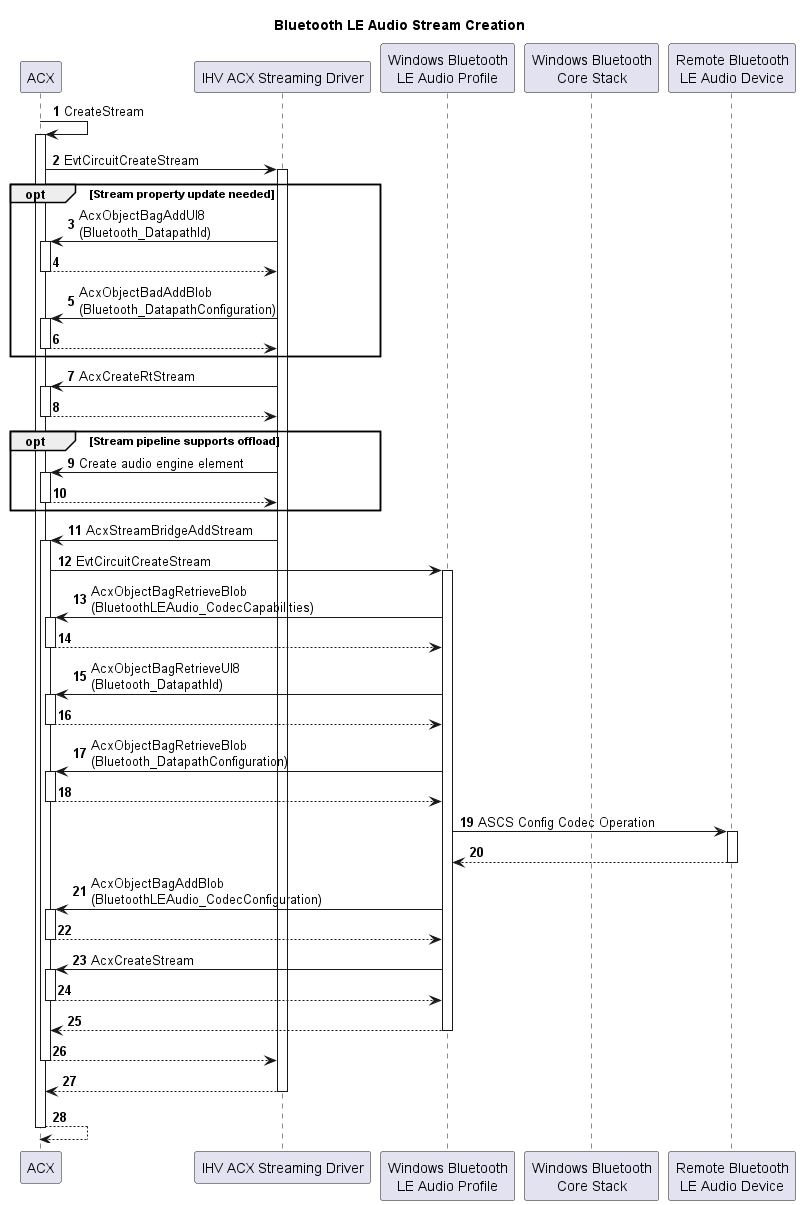 Bluetooth LE Audio Stream Creation
ACX
IHV ACX Streaming Driver
Windows Bluetooth
LE Audio Profile
Windows Bluetooth
Core Stack
Remote Bluetooth
LE Audio Device
1 CreateStream
2 EvtCircuitCreateStream
opt [Stream property update needed]
3 AcxObjectBagAddUI8
(Bluetooth_DatapathId)
4
5 AcxObjectBadAddBlob
(Bluetooth_DatapathConfiguration)
6
7 AcxCreateRtStream
8
opt [Stream pipeline supports offload]
9 Create audio engine element
10
11 AcxStreamBridgeAddStream
12 EvtCircuitCreateStream
13 AcxObjectBagRetrieveBlob
(BluetoothLEAudio_CodecCapabilities)
14
15 AcxObjectBagRetrieveUI8
(Bluetooth_DatapathId)
16
17 AcxObjectBagRetrieveBlob
(Bluetooth_DatapathConfiguration)
18
19 ASCS Config Codec Operation
20
21 AcxObjectBagAddBlob
(BluetoothLEAudio_CodecConfiguration)
22
23 AcxCreateStream
24
25
26
27
28
ACX
IHV ACX Streaming Driver
Windows Bluetooth
LE Audio Profile
Windows Bluetooth
Core Stack
Remote Bluetooth
LE Audio Device